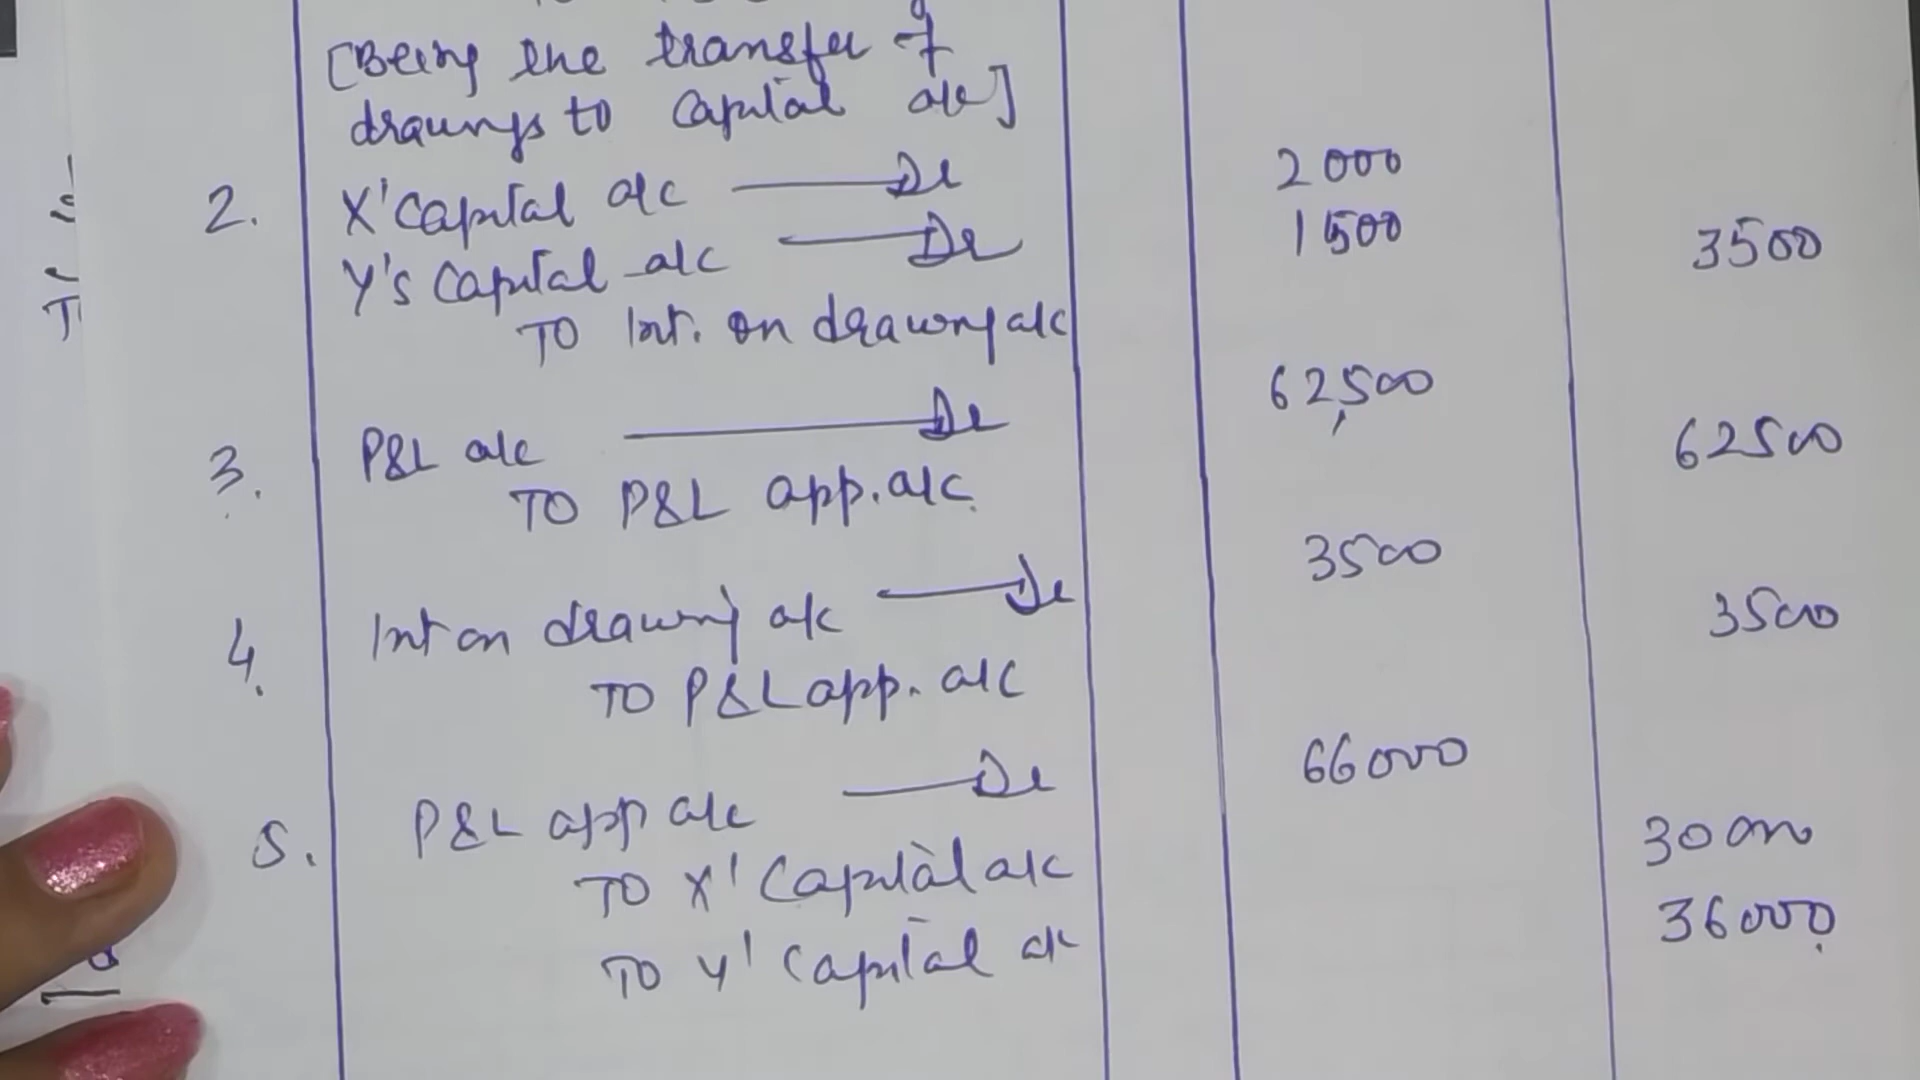 [Being the transfer of
drawings to Capital a/c]
2. X' Capital a/c Dr 2000
Y's Capital a/c Dr 1500
To Int. on drawing a/c 3500
3. P&L a/c Dr 62,500
To P&L app. a/c 62500
4. Int on drawing a/c Dr 3500
To P&L app. a/c 3500
5. P&L app a/c Dr 66000
To X' Capital a/c 30000
To Y' Capital a/c 36000